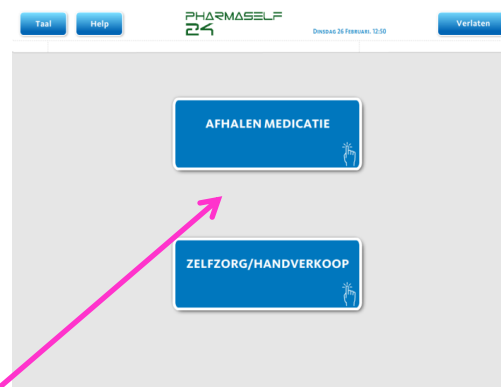 Taal
Help
PHARMASELF
24
DINSDAG 26 FEBRUARI, 12:50
Verlaten
AFHALEN MEDICATIE
ZELFZORG/HANDVERKOOP